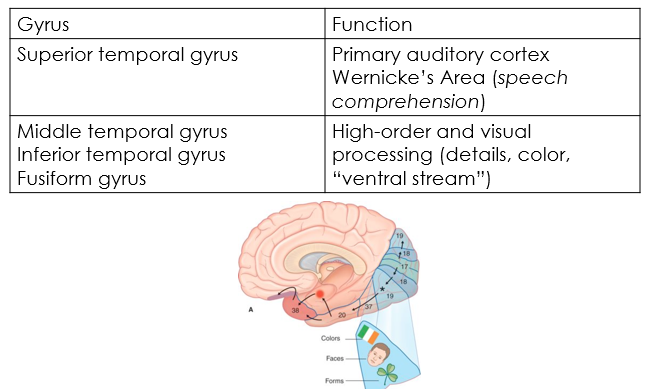 Gyrus
Function
Superior temporal gyrus
Primary auditory cortex
Wernicke’s Area (speech
comprehension)
Middle temporal gyrus
Inferior temporal gyrus
Fusiform gyrus
High-order and visual
processing (details, color,
“ventral stream”)
19
18
17
18
19
37
20
38
A
Colors
Faces
Forms